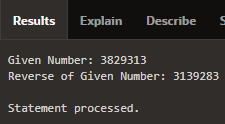 Results Explain Describe S
Given Number: 3829313
Reverse of Given Number: 3139283
Statement processed.